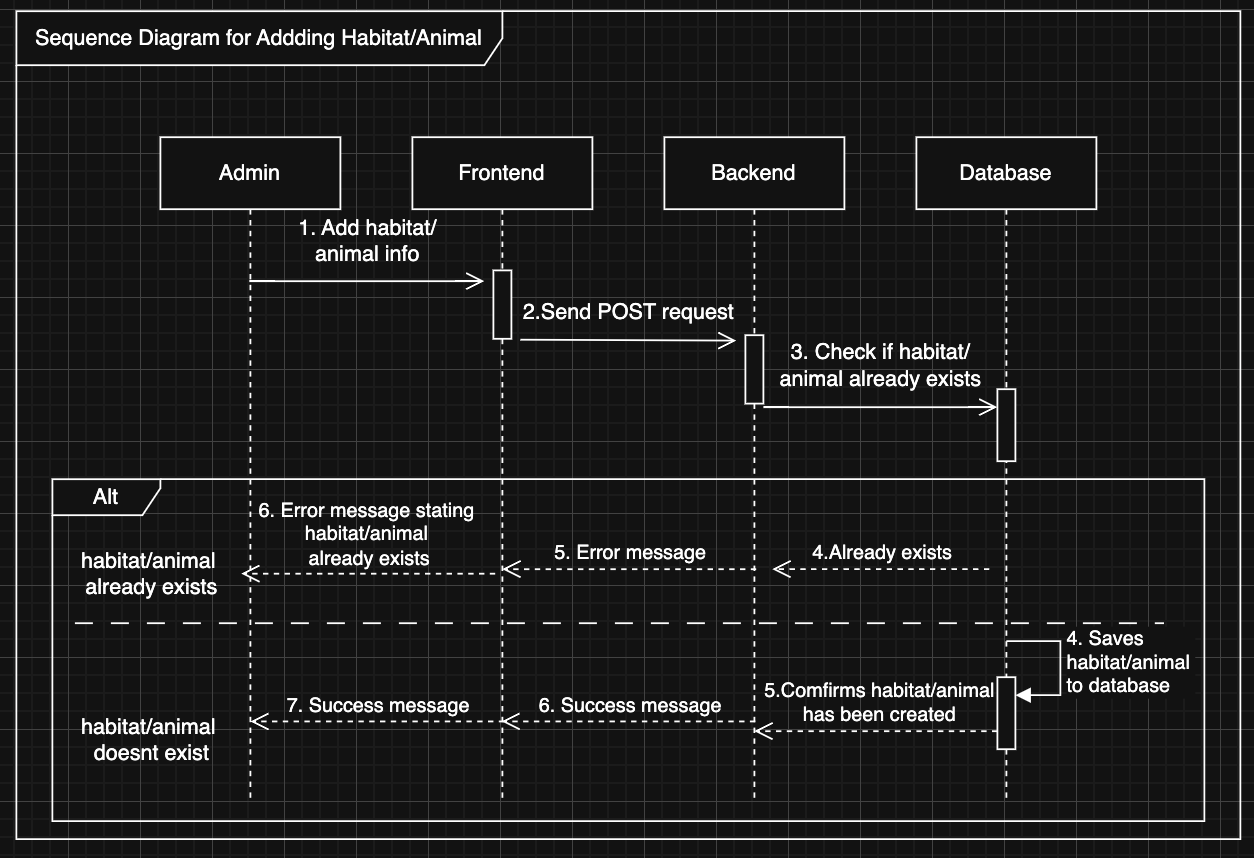 Sequence Diagram for Addding Habitat/Animal
Admin
Frontend
Backend
Database
1. Add habitat/
animal info
2.Send POST request
3. Check if habitat/
animal already exists
Alt
6. Error message stating
habitat/animal
already exists
5. Error message
4.Already exists
habitat/animal
already exists
4. Saves
habitat/animal
to database
5.Comfirms habitat/animal
has been created
6. Success message
7. Success message
habitat/animal
doesnt exist